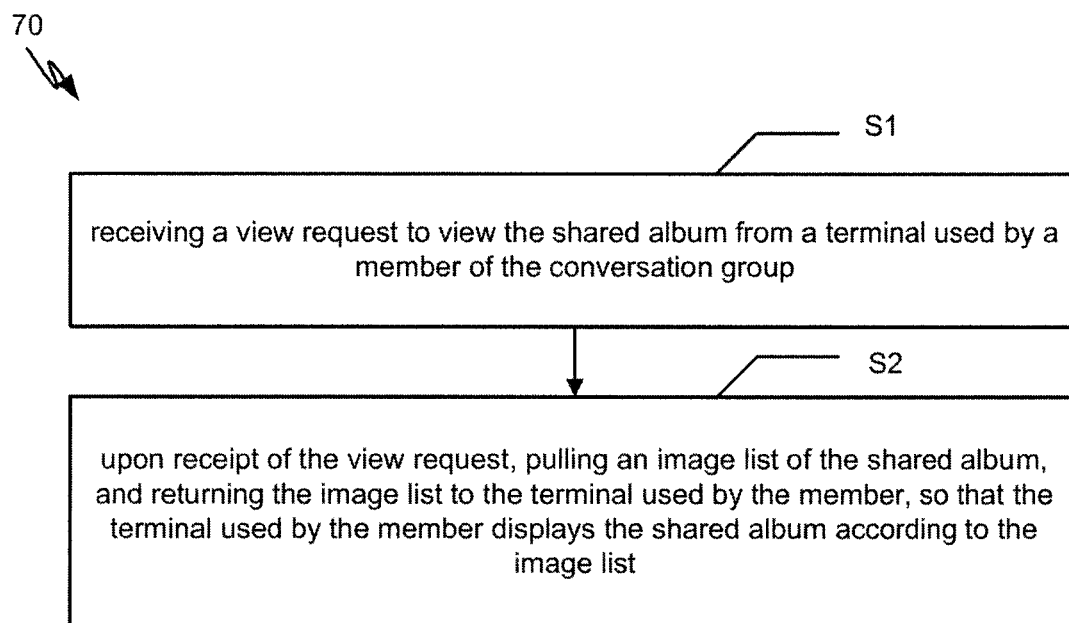 70
S1
receiving a view request to view the shared album from a terminal used by a
member of the conversation group
S2
upon receipt of the view request, pulling an image list of the shared album,
and returning the image list to the terminal used by the member, so that the
terminal used by the member displays the shared album according to the
image list